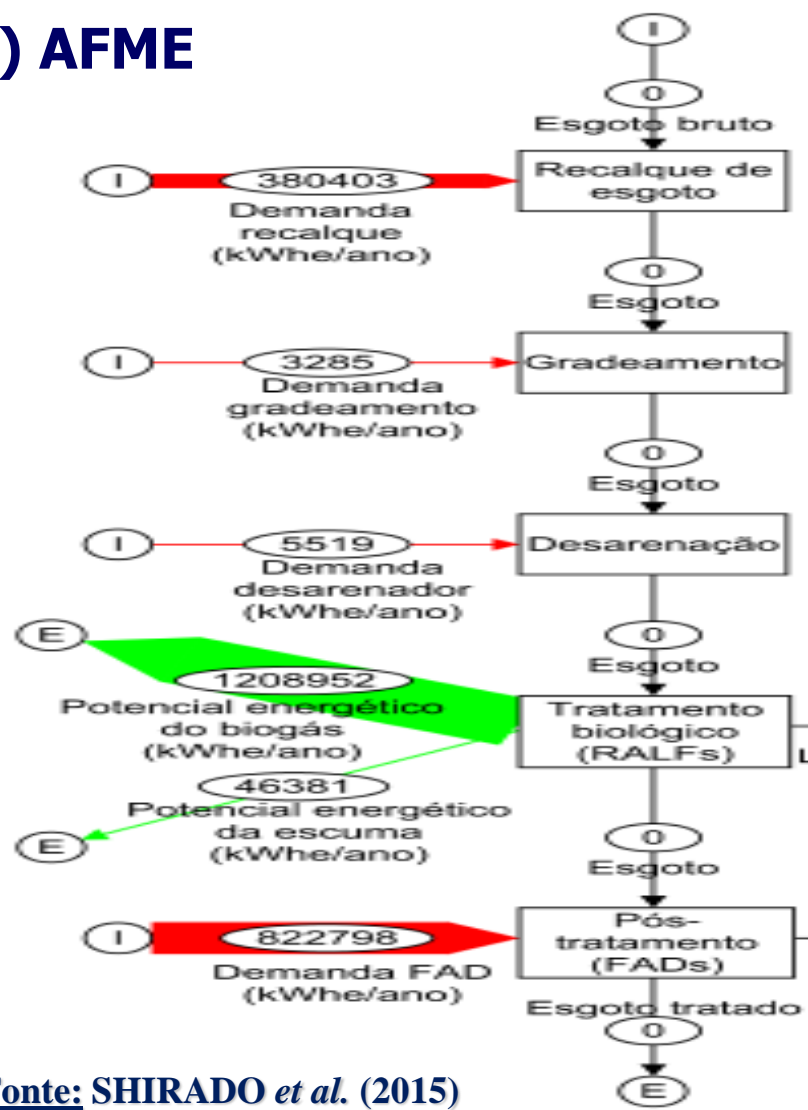 ) AFME
I
0
Esgoto bruto
I
380403
Demanda
recalque
(kWhe/ano)
Recalque de
esgoto
0
Esgoto
I
3285
Demanda
gradeamento
(kWhe/ano)
Gradeamento
0
Esgoto
I
5519
Demanda
desarenador
(kWhe/ano)
Desarenação
0
Esgoto
E
1208952
Potencial energético
do biogás
(kWhe/ano)
Tratamento
biológico
(RALFs)
L
46381
Potencial energético
da escuma
(kWhe/ano)
E
0
Esgoto
I
822798
Demanda FAD
(kWhe/ano)
Pós-
tratamento
(FADs)
Esgoto tratado
0
E
onte: SHIRADO et al. (2015)